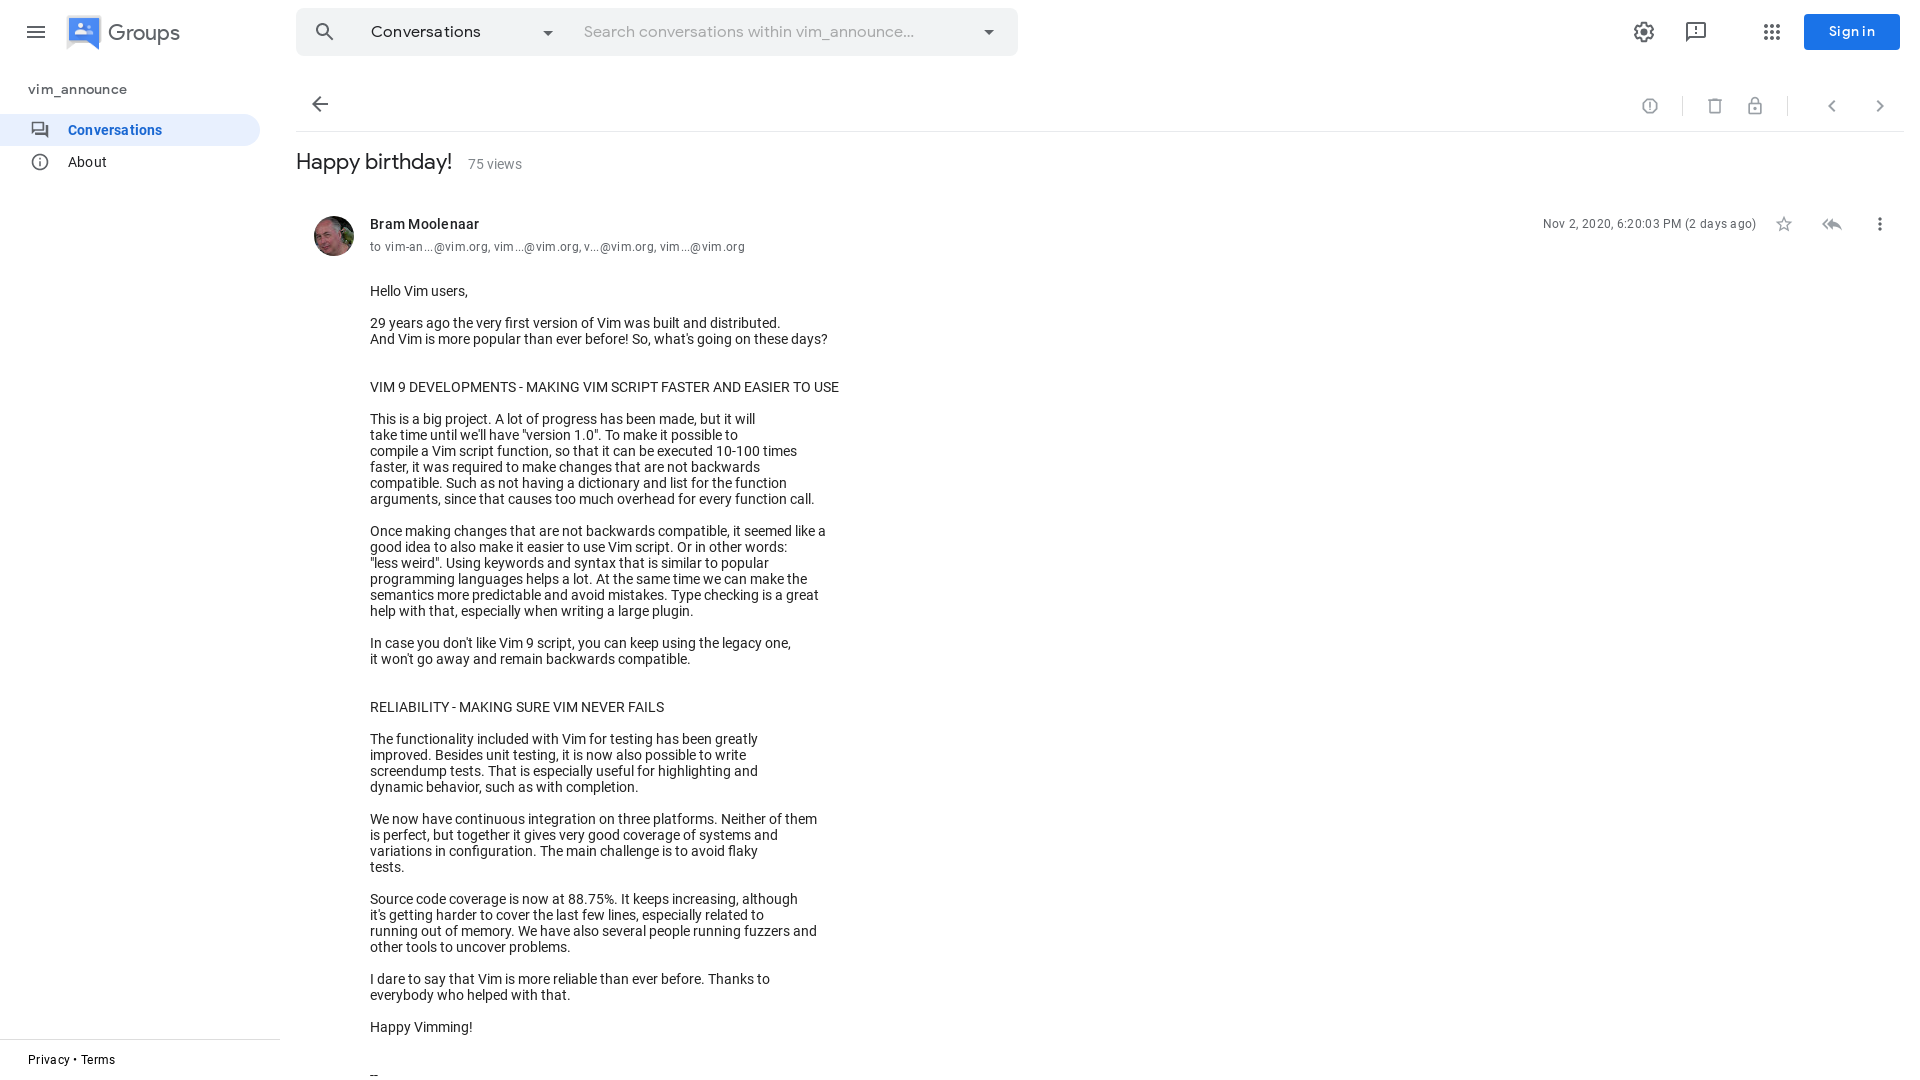 Groups
Conversations
Search conversations within vim_announce…
Sign in
vim_announce
Conversations
About
Happy birthday! 75 views
Bram Moolenaar
Nov 2, 2020, 6:20:03 PM (2 days ago)
to vim-an...@vim.org, vim...@vim.org, v...@vim.org, vim...@vim.org
Hello Vim users,
29 years ago the very first version of Vim was built and distributed.
And Vim is more popular than ever before! So, what's going on these days?
VIM 9 DEVELOPMENTS - MAKING VIM SCRIPT FASTER AND EASIER TO USE
This is a big project. A lot of progress has been made, but it will
take time until we'll have "version 1.0". To make it possible to
compile a Vim script function, so that it can be executed 10-100 times
faster, it was required to make changes that are not backwards
compatible. Such as not having a dictionary and list for the function
arguments, since that causes too much overhead for every function call.
Once making changes that are not backwards compatible, it seemed like a
good idea to also make it easier to use Vim script. Or in other words:
"less weird". Using keywords and syntax that is similar to popular
programming languages helps a lot. At the same time we can make the
semantics more predictable and avoid mistakes. Type checking is a great
help with that, especially when writing a large plugin.
In case you don't like Vim 9 script, you can keep using the legacy one,
it won't go away and remain backwards compatible.
RELIABILITY - MAKING SURE VIM NEVER FAILS
The functionality included with Vim for testing has been greatly
improved. Besides unit testing, it is now also possible to write
screendump tests. That is especially useful for highlighting and
dynamic behavior, such as with completion.
We now have continuous integration on three platforms. Neither of them
is perfect, but together it gives very good coverage of systems and
variations in configuration. The main challenge is to avoid flaky
tests.
Source code coverage is now at 88.75%. It keeps increasing, although
it's getting harder to cover the last few lines, especially related to
running out of memory. We have also several people running fuzzers and
other tools to uncover problems.
I dare to say that Vim is more reliable than ever before. Thanks to
everybody who helped with that.
Happy Vimming!
--
Privacy • Terms